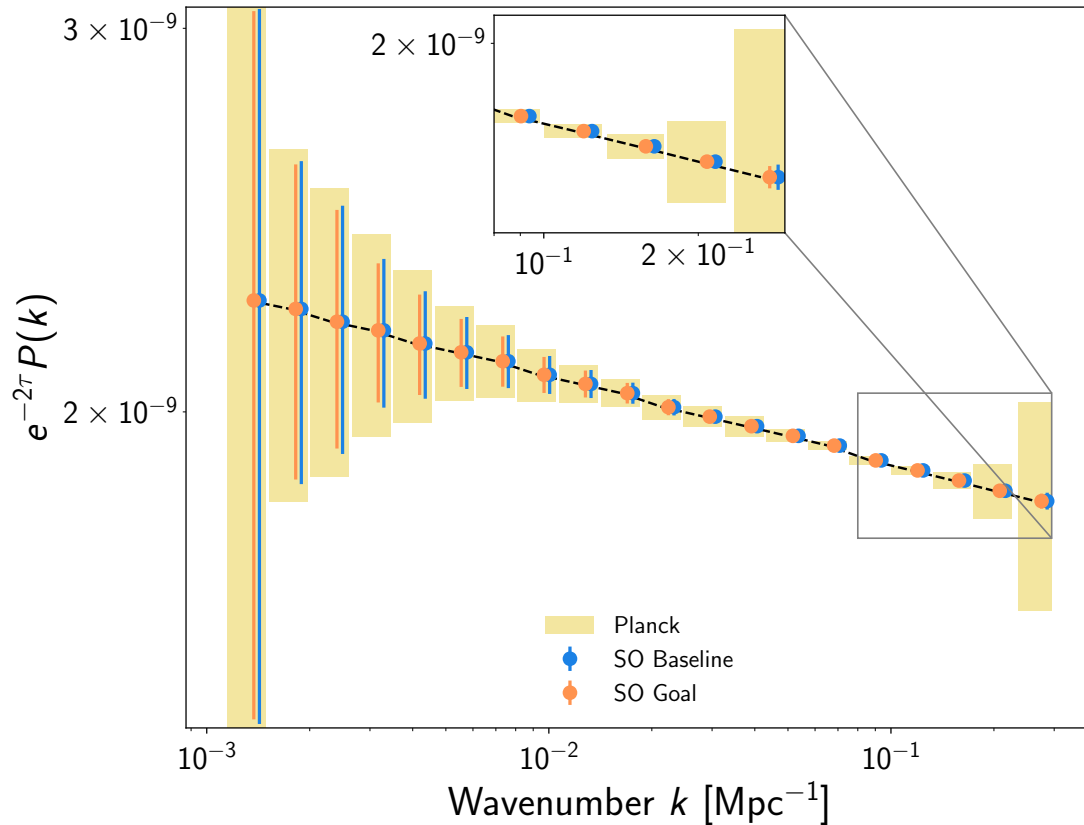 3 × 10⁻⁹
2 × 10⁻⁹
10⁻¹
2 × 10⁻¹
2 × 10⁻⁹
e⁻²τ P(k)
Planck
SO Baseline
SO Goal
10⁻³
10⁻²
10⁻¹
Wavenumber k [Mpc⁻¹]